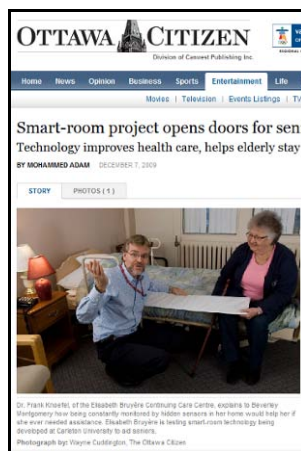 OTTAWA CITIZEN
Division of Canwest Publishing Inc.
Home News Opinion Business Sports Entertainment Life
Movies | Television | Events Listings | TV
Smart-room project opens doors for sen
Technology improves health care, helps elderly stay
BY MOHAMMED ADAM DECEMBER 7, 2009
STORY PHOTOS ( 1 )
Dr. Frank Knoefel, of the Elisabeth Bruyère Continuing Care Centre, explains to Beverley
Montgomery how being constantly monitored by hidden sensors in her home would help her if
she ever needed assistance. Elisabeth Bruyère is testing smart-room technology being
developed at Carleton University to aid seniors.
Photograph by: Wayne Cuddington, The Ottawa Citizen